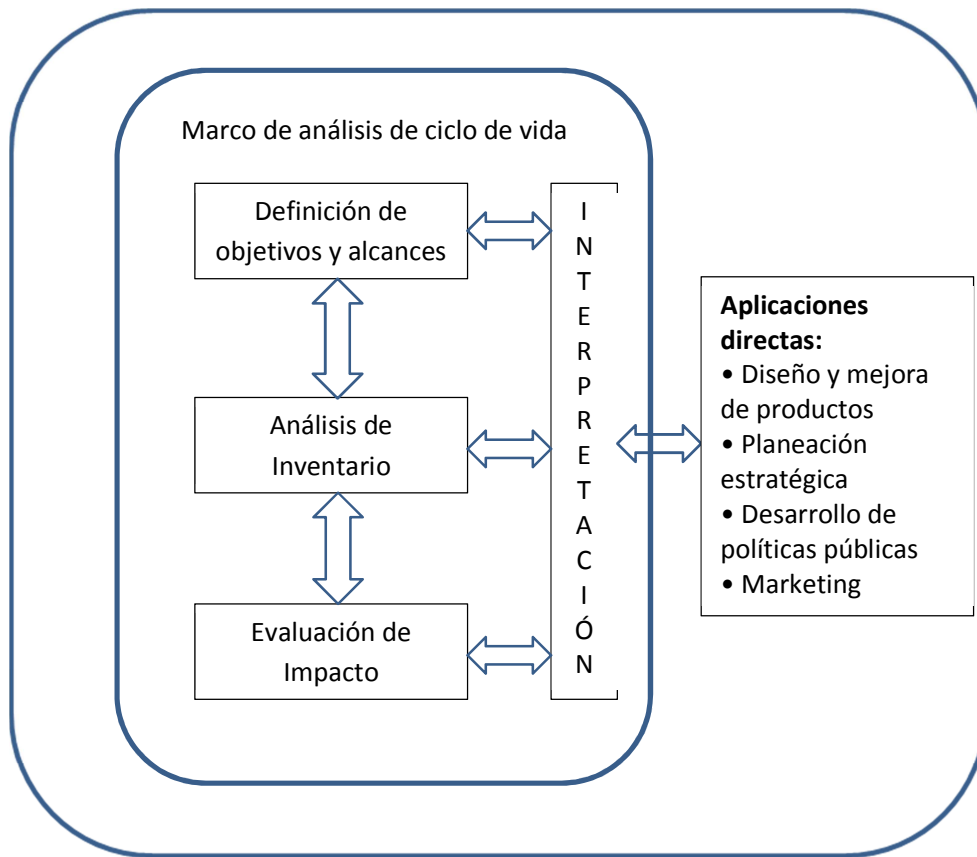 Marco de análisis de ciclo de vida
Definición de
objetivos y alcances
Análisis de
Inventario
Evaluación de
Impacto
I
N
T
E
R
P
R
E
T
A
C
I
Ó
N
Aplicaciones
directas:
• Diseño y mejora
de productos
• Planeación
estratégica
• Desarrollo de
políticas públicas
• Marketing